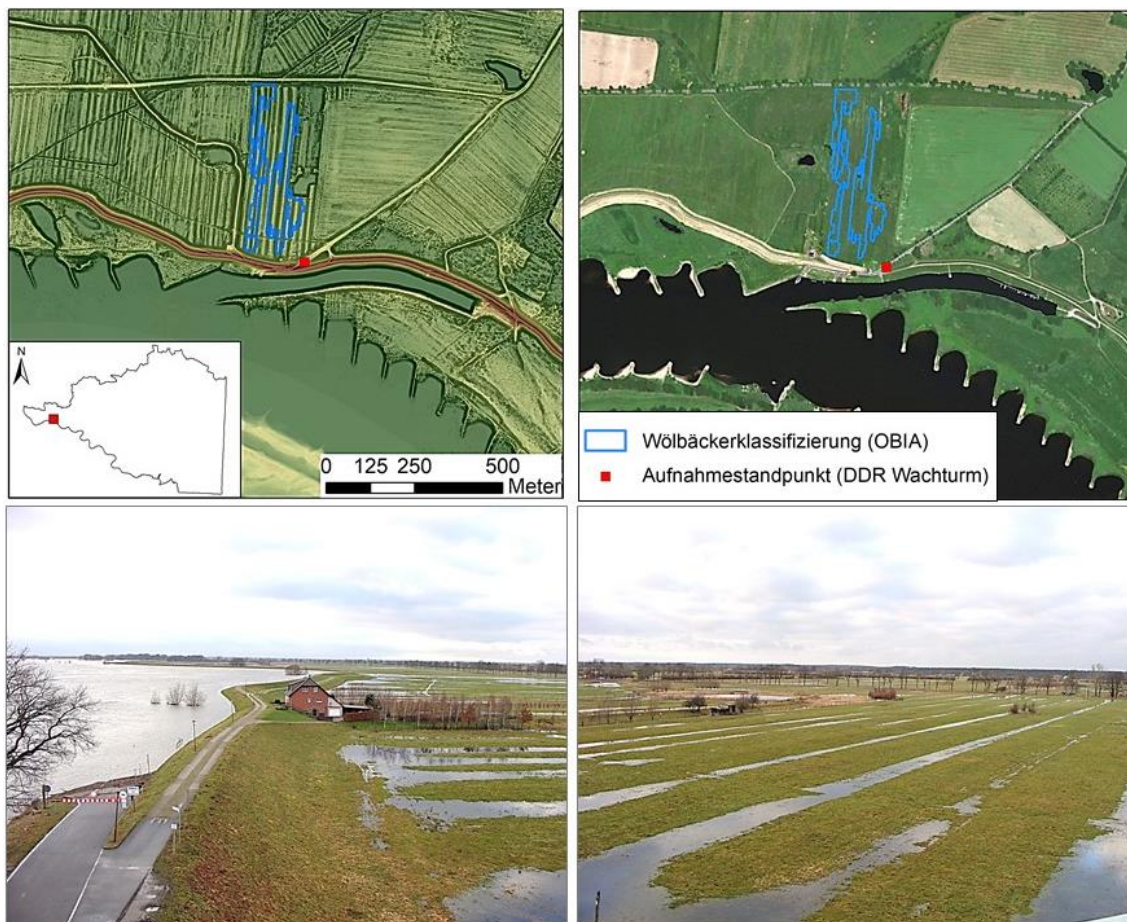 N
0 125 250 500
Meter
Wölbäckerklassifizierung (OBIA)
Aufnahmestandpunkt (DDR Wachturm)